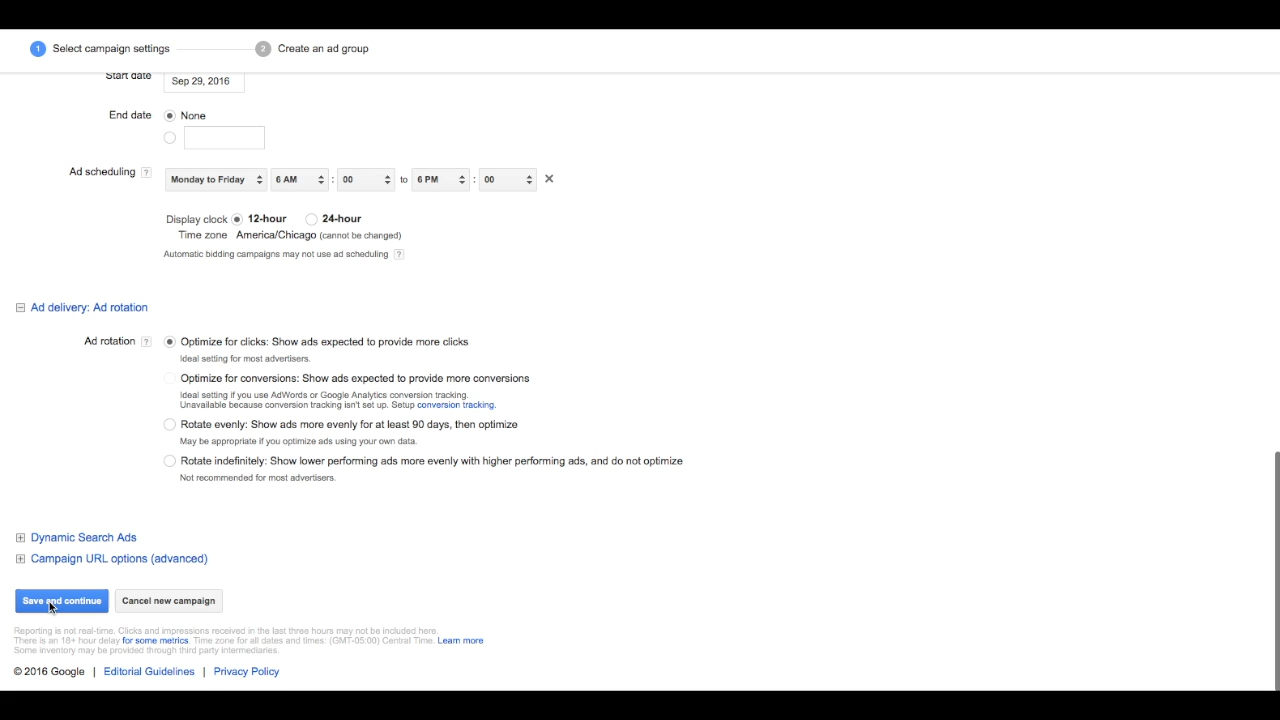 1 Select campaign settings 2 Create an ad group
Start date Sep 29, 2016
End date None
Ad scheduling ? Monday to Friday 6 AM : 00 to 6 PM : 00 ×
Display clock 12-hour 24-hour
Time zone America/Chicago (cannot be changed)
Automatic bidding campaigns may not use ad scheduling ?
Ad delivery: Ad rotation
Ad rotation ? Optimize for clicks: Show ads expected to provide more clicks
Ideal setting for most advertisers.
Optimize for conversions: Show ads expected to provide more conversions
Ideal setting if you use AdWords or Google Analytics conversion tracking.
Unavailable because conversion tracking isn't set up. Setup conversion tracking.
Rotate evenly: Show ads more evenly for at least 90 days, then optimize
May be appropriate if you optimize ads using your own data.
Rotate indefinitely: Show lower performing ads more evenly with higher performing ads, and do not optimize
Not recommended for most advertisers.
Dynamic Search Ads
Campaign URL options (advanced)
Save and continue Cancel new campaign
Reporting is not real-time. Clicks and impressions received in the last three hours may not be included here.
There is an 18+ hour delay for some metrics. Time zone for all dates and times: (GMT-05:00) Central Time. Learn more
Some inventory may be provided through third party intermediaries.
© 2016 Google | Editorial Guidelines | Privacy Policy